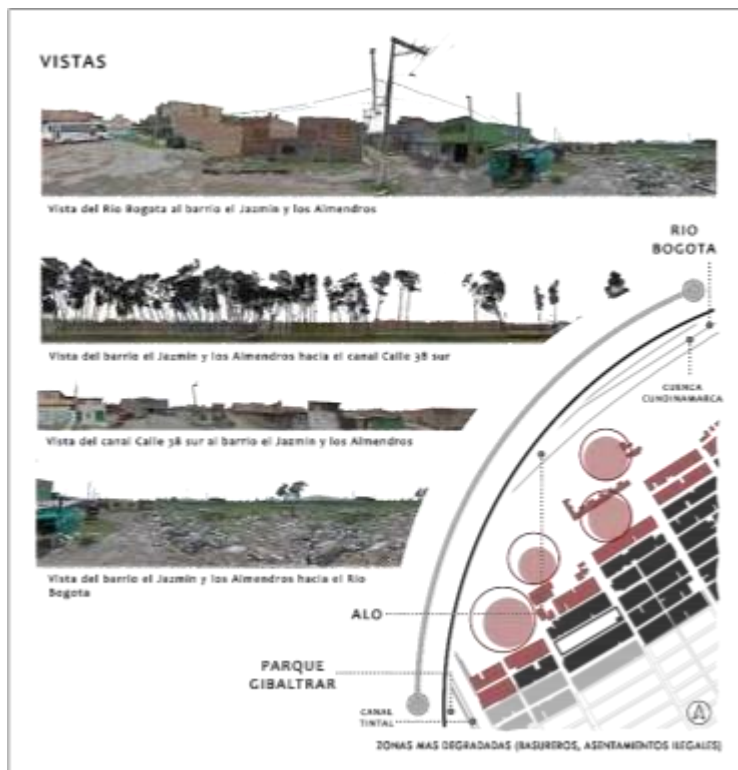 VISTAS
Vista del Río Bogota al barrio el Jazmin y los Almendros
RIO
BOGOTA
Vista del barrio el Jazmin y los Almendros hacia el canal Calle 38 sur
CUENCA
CUNDINAMARCA
Vista del canal Calle 38 sur al barrio el Jazmin y los Almendros
Vista del barrio el Jazmin y los Almendros hacia el Rio
Bogota
ALO
PARQUE
GIBALTRAR
CANAL
TINTAL
ZONAS MAS DEGRADADAS (BASUREROS, ASENTAMIENTOS ILEGALES)